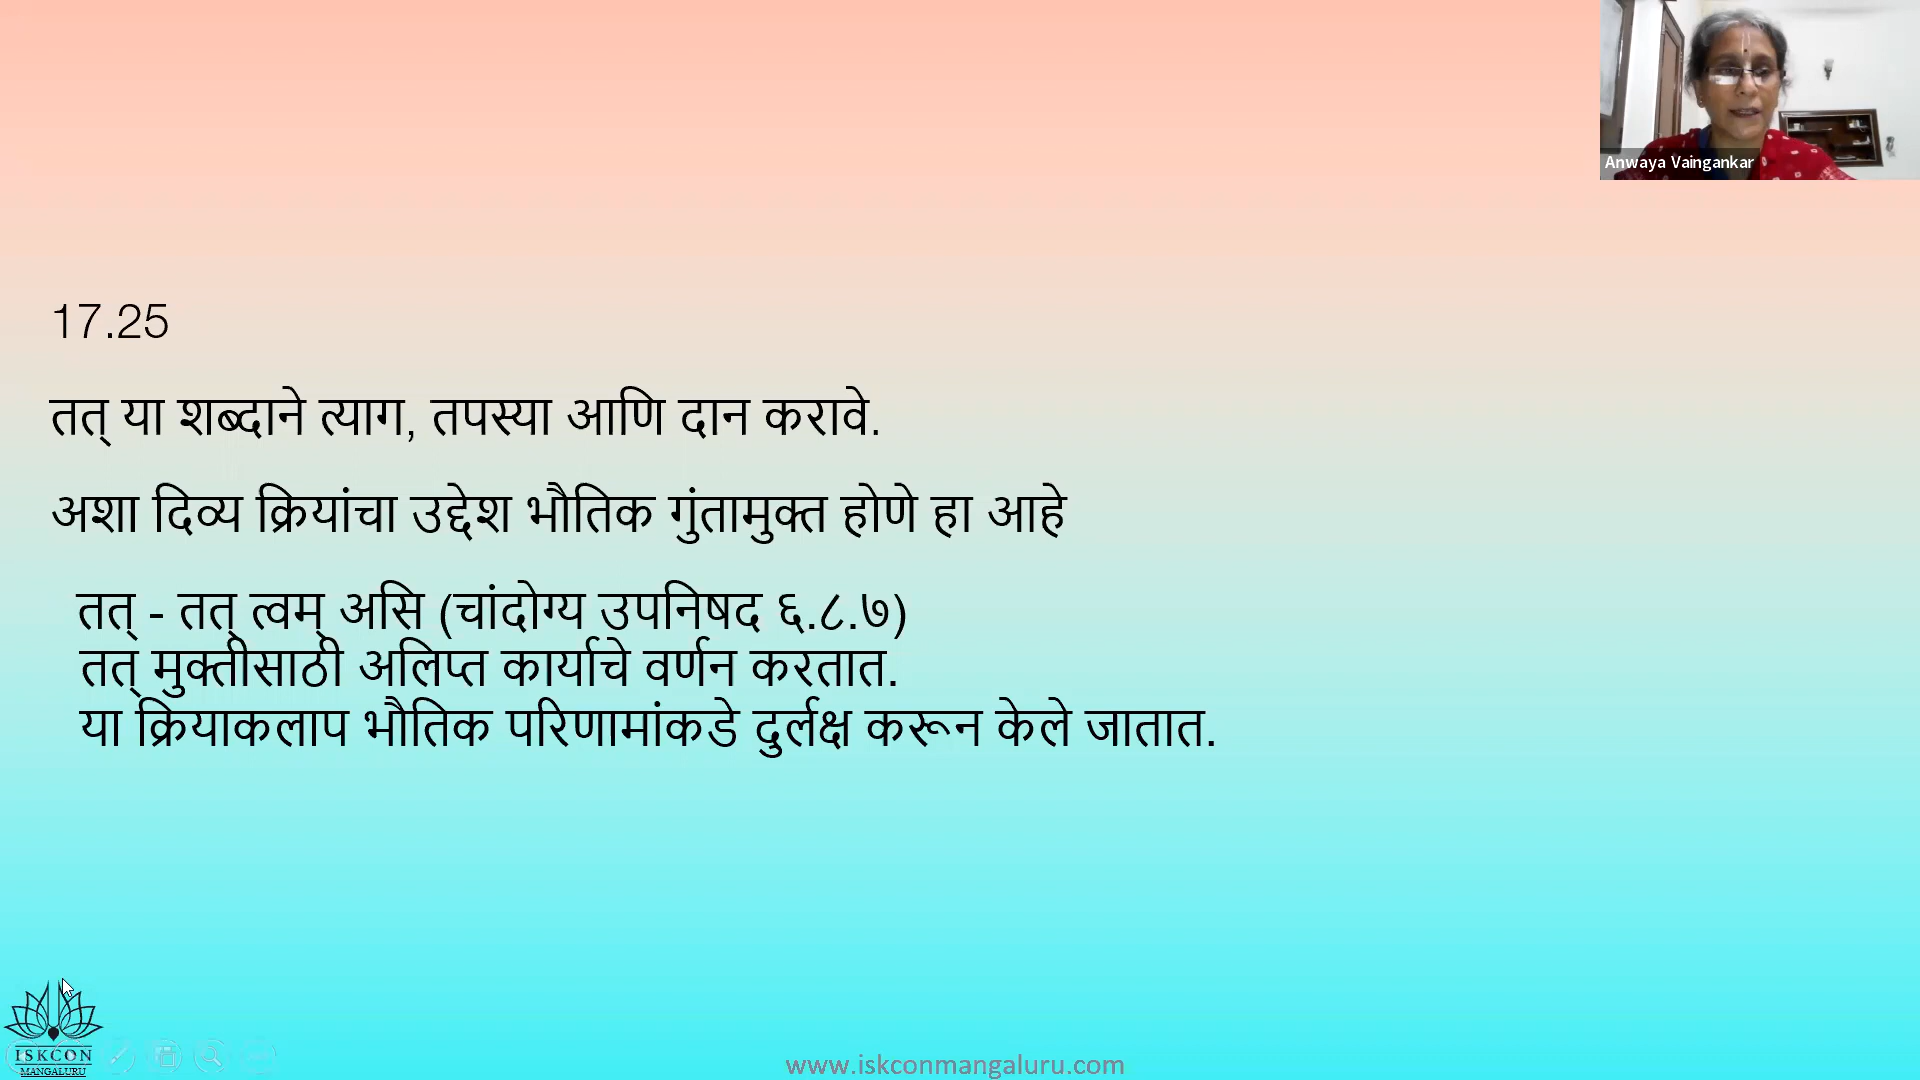 Anwaya Vaingankar
17.25
तत् या शब्दाने त्याग, तपस्या आणि दान करावे.
अशा दिव्य क्रियांचा उद्देश भौतिक गुंतामुक्त होणे हा आहे
तत् - तत् त्वम् असि (चांदोग्य उपनिषद ६.८.७)
तत् मुक्तीसाठी अलिप्त कार्याचे वर्णन करतात.
या क्रियाकलाप भौतिक परिणामांकडे दुर्लक्ष करून केले जातात.
ISKCON
MANGALURU
www.iskconmangaluru.com